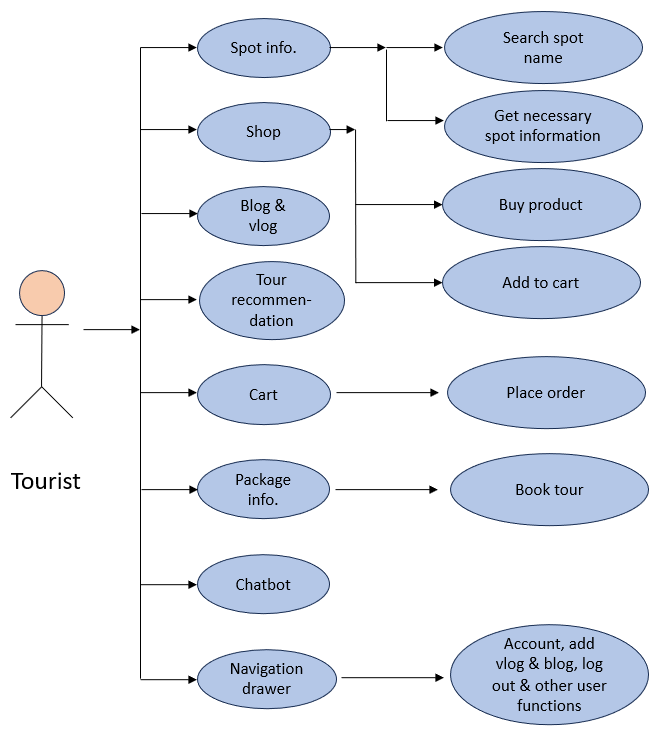 Spot info.
Search spot
name
Get necessary
spot information
Shop
Buy product
Add to cart
Blog &
vlog
Tour
recommen-
dation
Cart
Place order
Tourist
Package
info.
Book tour
Chatbot
Navigation
drawer
Account, add
vlog & blog, log
out & other user
functions